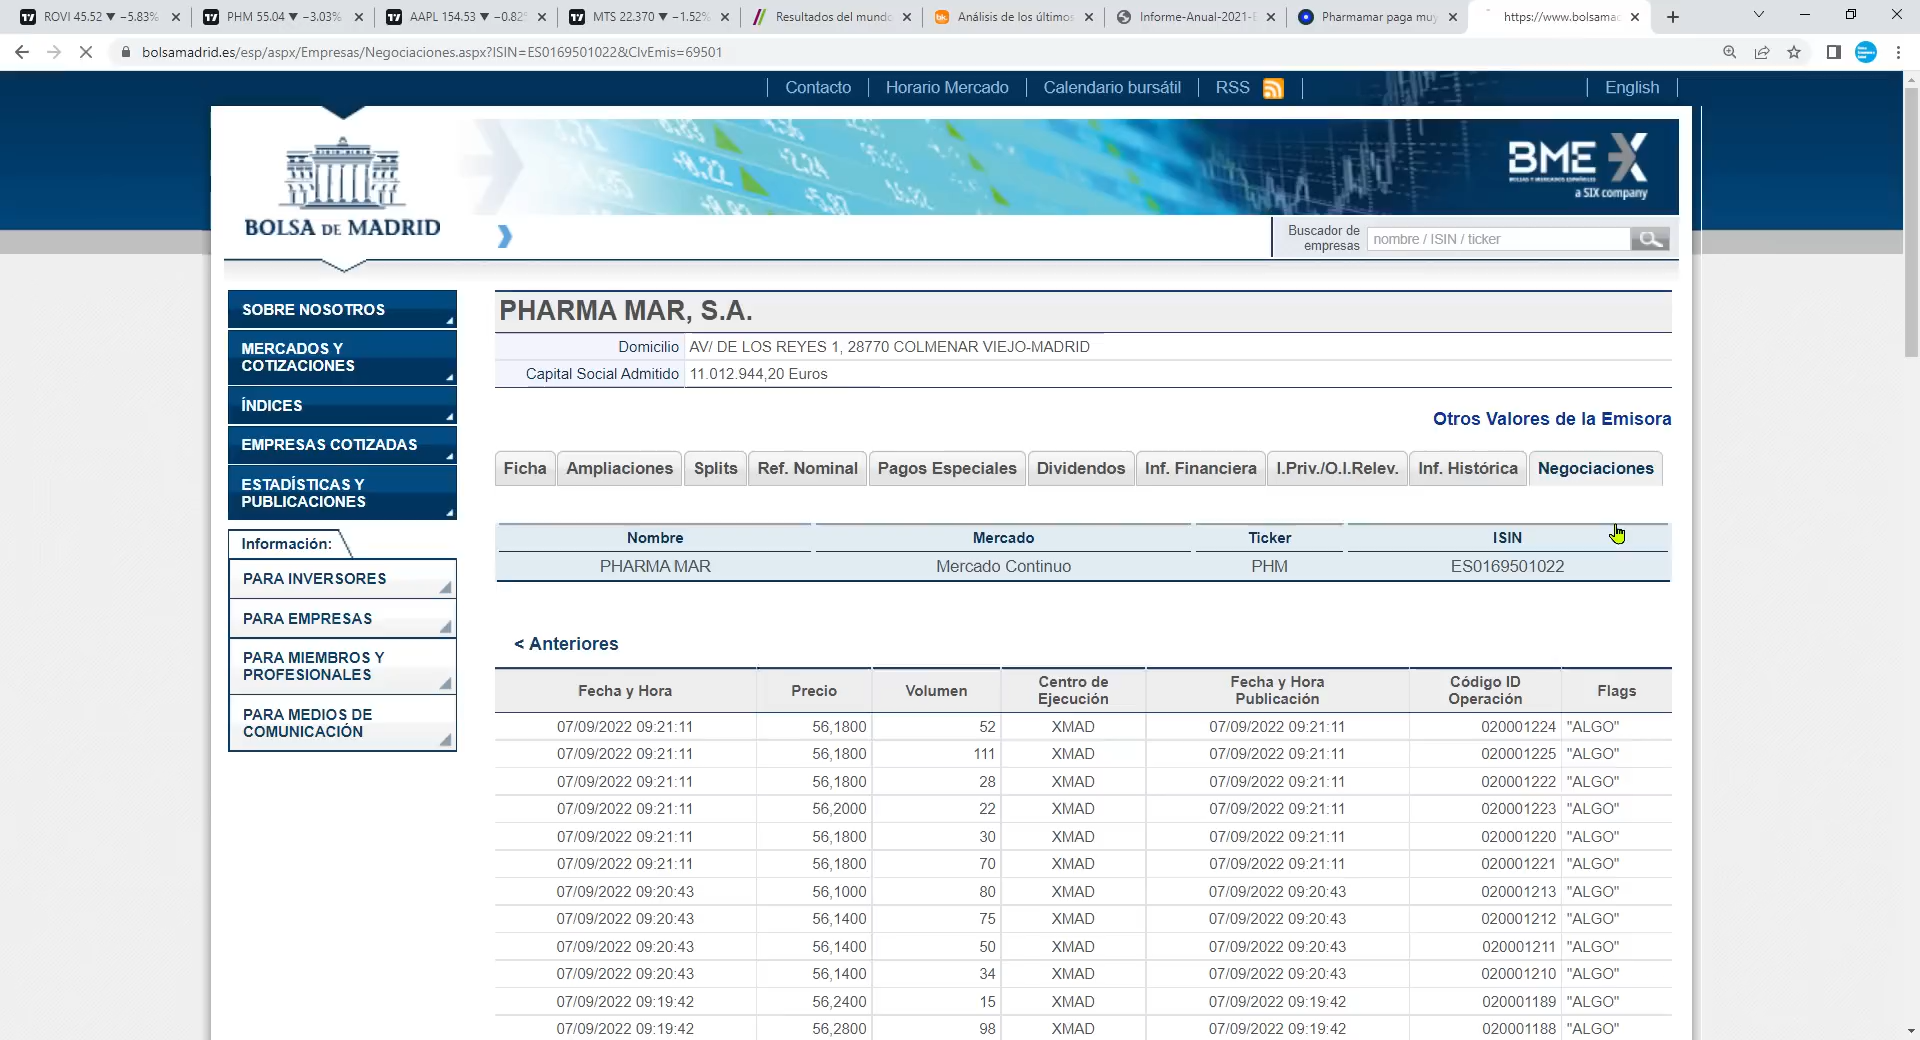 ROVI 45.52 ▼ −5.83%
PHM 55.04 ▼ −3.03%
AAPL 154.53 ▼ −0.82
MTS 22.370 ▼ −1.52%
Resultados del mundo
Análisis de los últimos
Informe-Anual-2021-
Pharmamar paga muy
https://www.bolsamad
bolsamadrid.es/esp/aspx/Empresas/Negociaciones.aspx?ISIN=ES0169501022&ClvEmis=69501
Contacto
Horario Mercado
Calendario bursátil
RSS
English
BOLSA DE MADRID
BME X
BOLSAS Y MERCADOS ESPAÑOLES
a SIX company
Buscador de
empresas
nombre / ISIN / ticker
SOBRE NOSOTROS
MERCADOS Y
COTIZACIONES
ÍNDICES
EMPRESAS COTIZADAS
ESTADÍSTICAS Y
PUBLICACIONES
Información:
PARA INVERSORES
PARA EMPRESAS
PARA MIEMBROS Y
PROFESIONALES
PARA MEDIOS DE
COMUNICACIÓN
PHARMA MAR, S.A.
Domicilio AV/ DE LOS REYES 1, 28770 COLMENAR VIEJO-MADRID
Capital Social Admitido 11.012.944,20 Euros
Otros Valores de la Emisora
Ficha Ampliaciones Splits Ref. Nominal Pagos Especiales Dividendos Inf. Financiera I.Priv./O.I.Relev. Inf. Histórica Negociaciones
Nombre Mercado Ticker ISIN
PHARMA MAR Mercado Continuo PHM ES0169501022
< Anteriores
Fecha y Hora Precio Volumen Centro de Ejecución Fecha y Hora Publicación Código ID Operación Flags
07/09/2022 09:21:11 56,1800 52 XMAD 07/09/2022 09:21:11 020001224 "ALGO"
07/09/2022 09:21:11 56,1800 111 XMAD 07/09/2022 09:21:11 020001225 "ALGO"
07/09/2022 09:21:11 56,1800 28 XMAD 07/09/2022 09:21:11 020001222 "ALGO"
07/09/2022 09:21:11 56,2000 22 XMAD 07/09/2022 09:21:11 020001223 "ALGO"
07/09/2022 09:21:11 56,1800 30 XMAD 07/09/2022 09:21:11 020001220 "ALGO"
07/09/2022 09:21:11 56,1800 70 XMAD 07/09/2022 09:21:11 020001221 "ALGO"
07/09/2022 09:20:43 56,1000 80 XMAD 07/09/2022 09:20:43 020001213 "ALGO"
07/09/2022 09:20:43 56,1400 75 XMAD 07/09/2022 09:20:43 020001212 "ALGO"
07/09/2022 09:20:43 56,1400 50 XMAD 07/09/2022 09:20:43 020001211 "ALGO"
07/09/2022 09:20:43 56,1400 34 XMAD 07/09/2022 09:20:43 020001210 "ALGO"
07/09/2022 09:19:42 56,2400 15 XMAD 07/09/2022 09:19:42 020001189 "ALGO"
07/09/2022 09:19:42 56,2800 98 XMAD 07/09/2022 09:19:42 020001188 "ALGO"